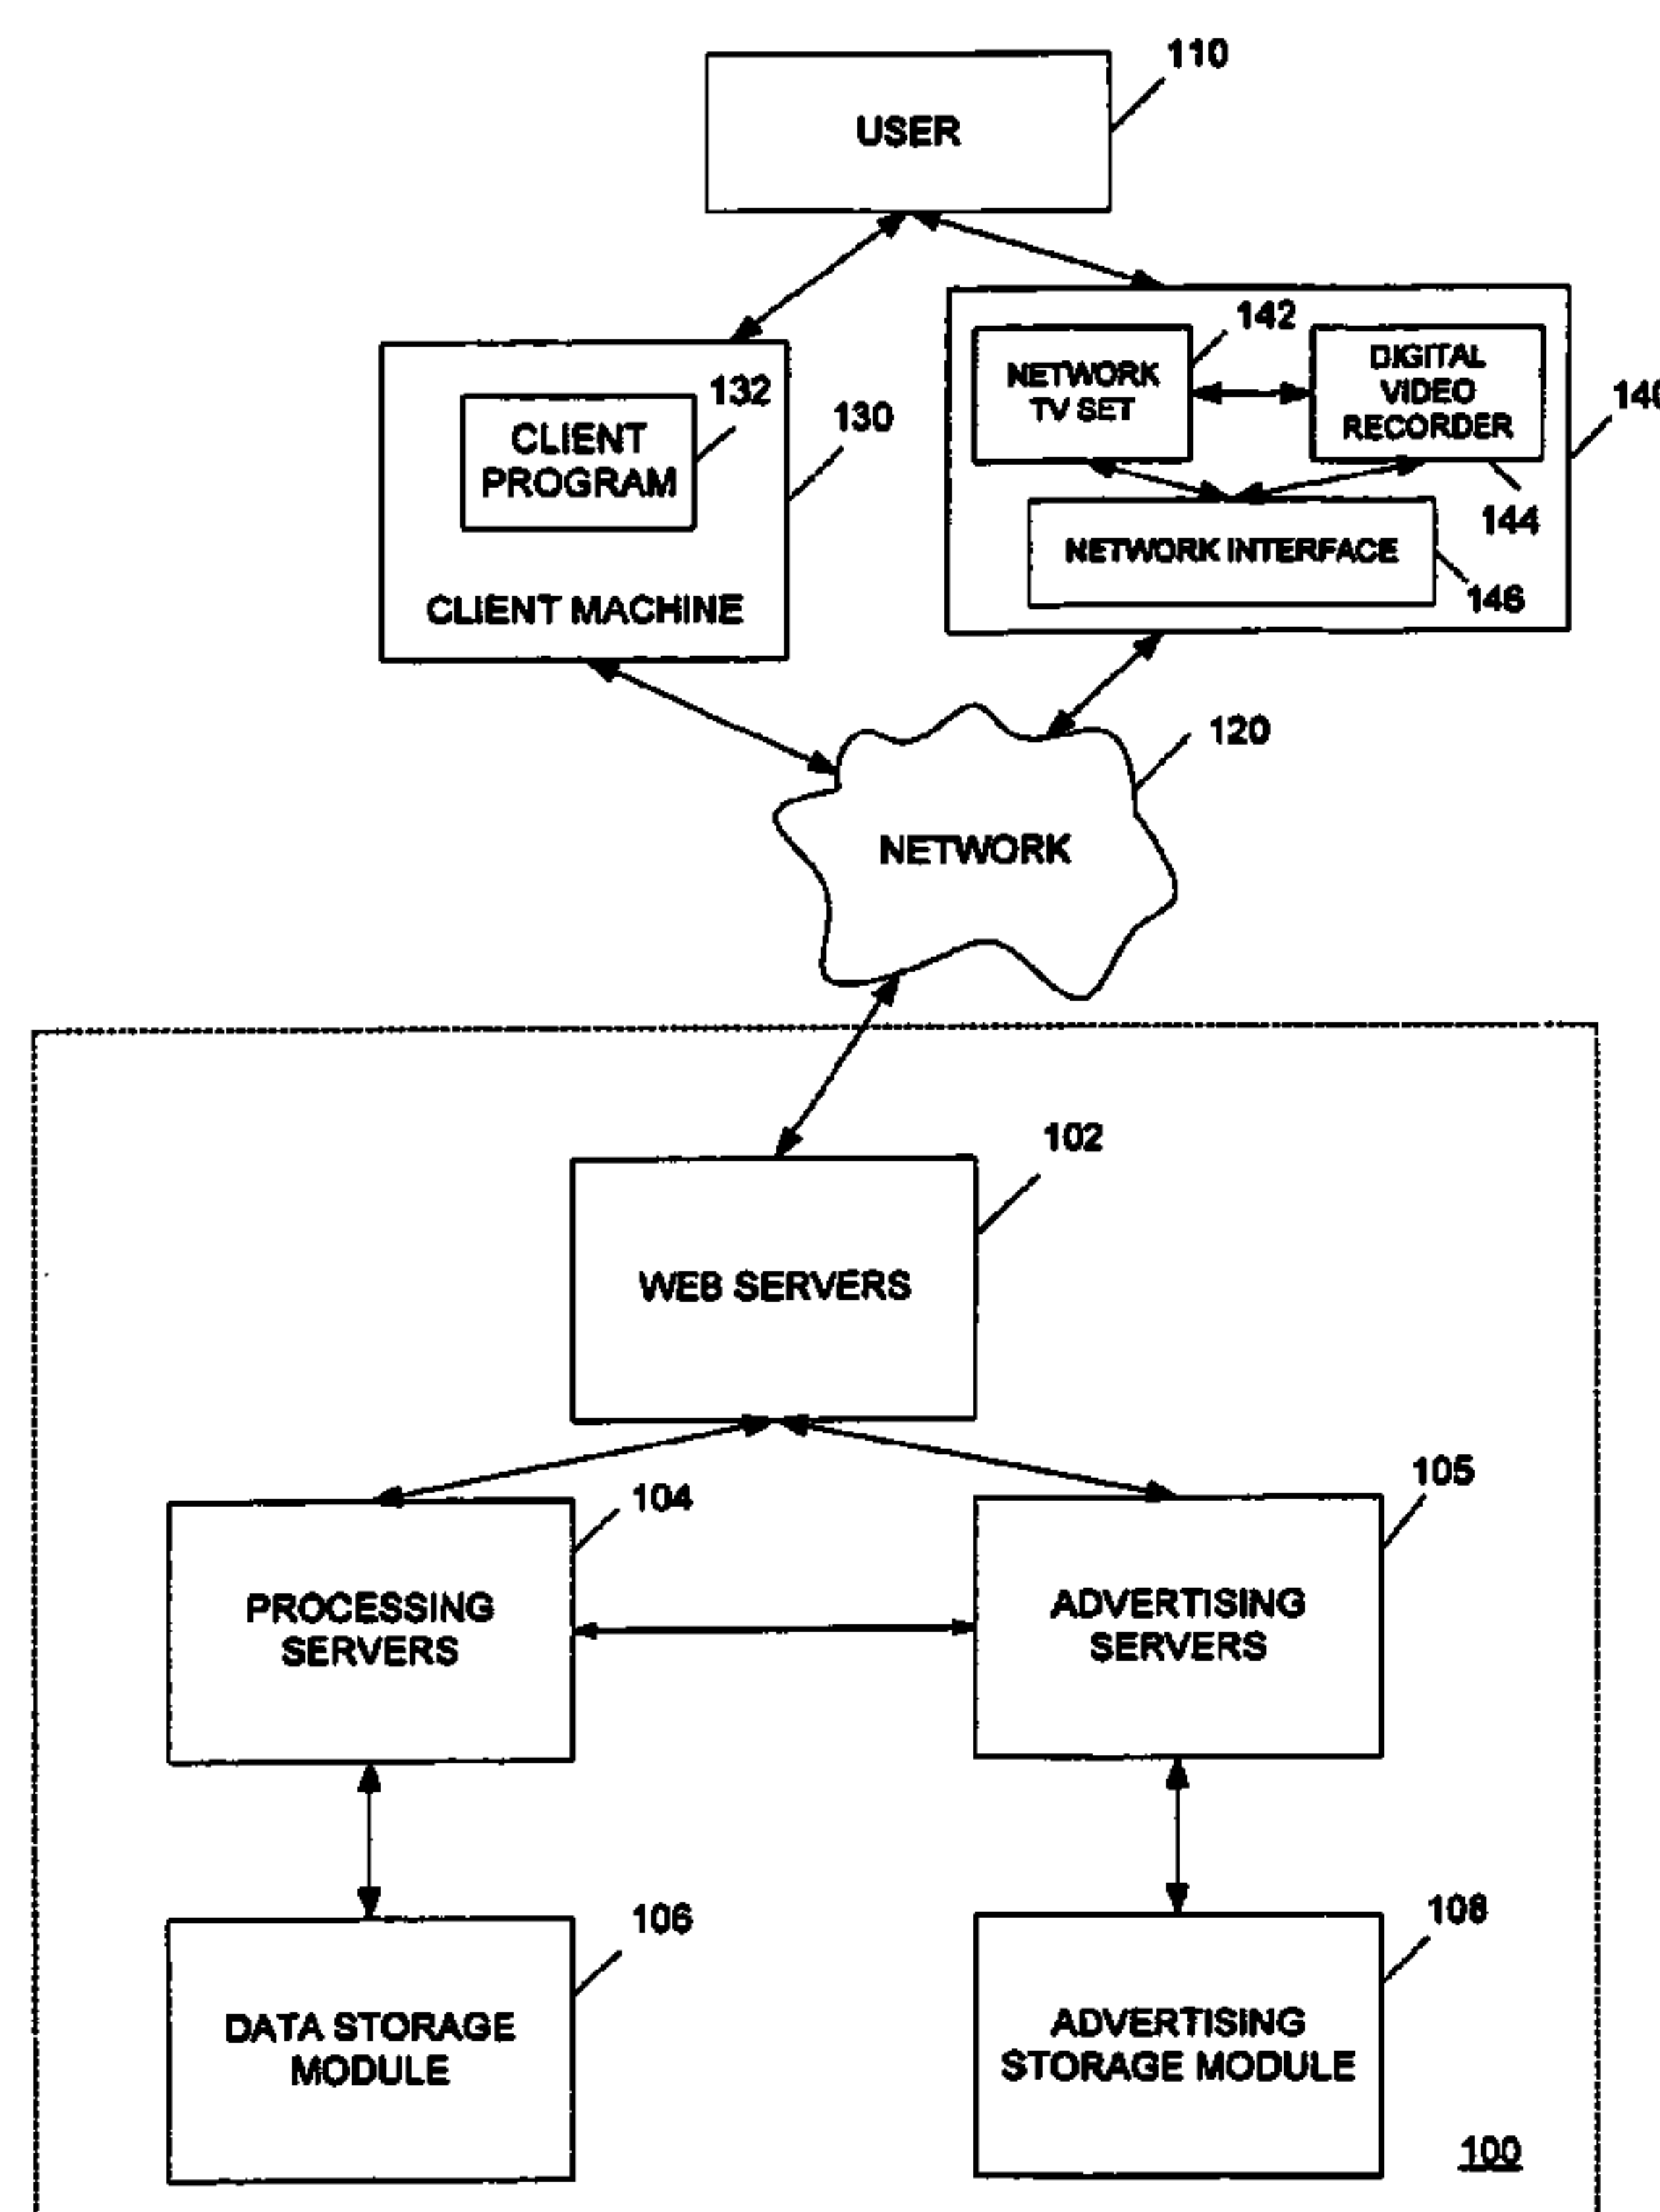 110
USER
142
NETWORK
TV SET
DIGITAL
VIDEO
RECORDER
132
130
CLIENT
PROGRAM
144
NETWORK INTERFACE
146
CLIENT MACHINE
120
NETWORK
102
WEB SERVERS
105
104
PROCESSING
SERVERS
ADVERTISING
SERVERS
106
108
DATA STORAGE
MODULE
ADVERTISING
STORAGE MODULE
100